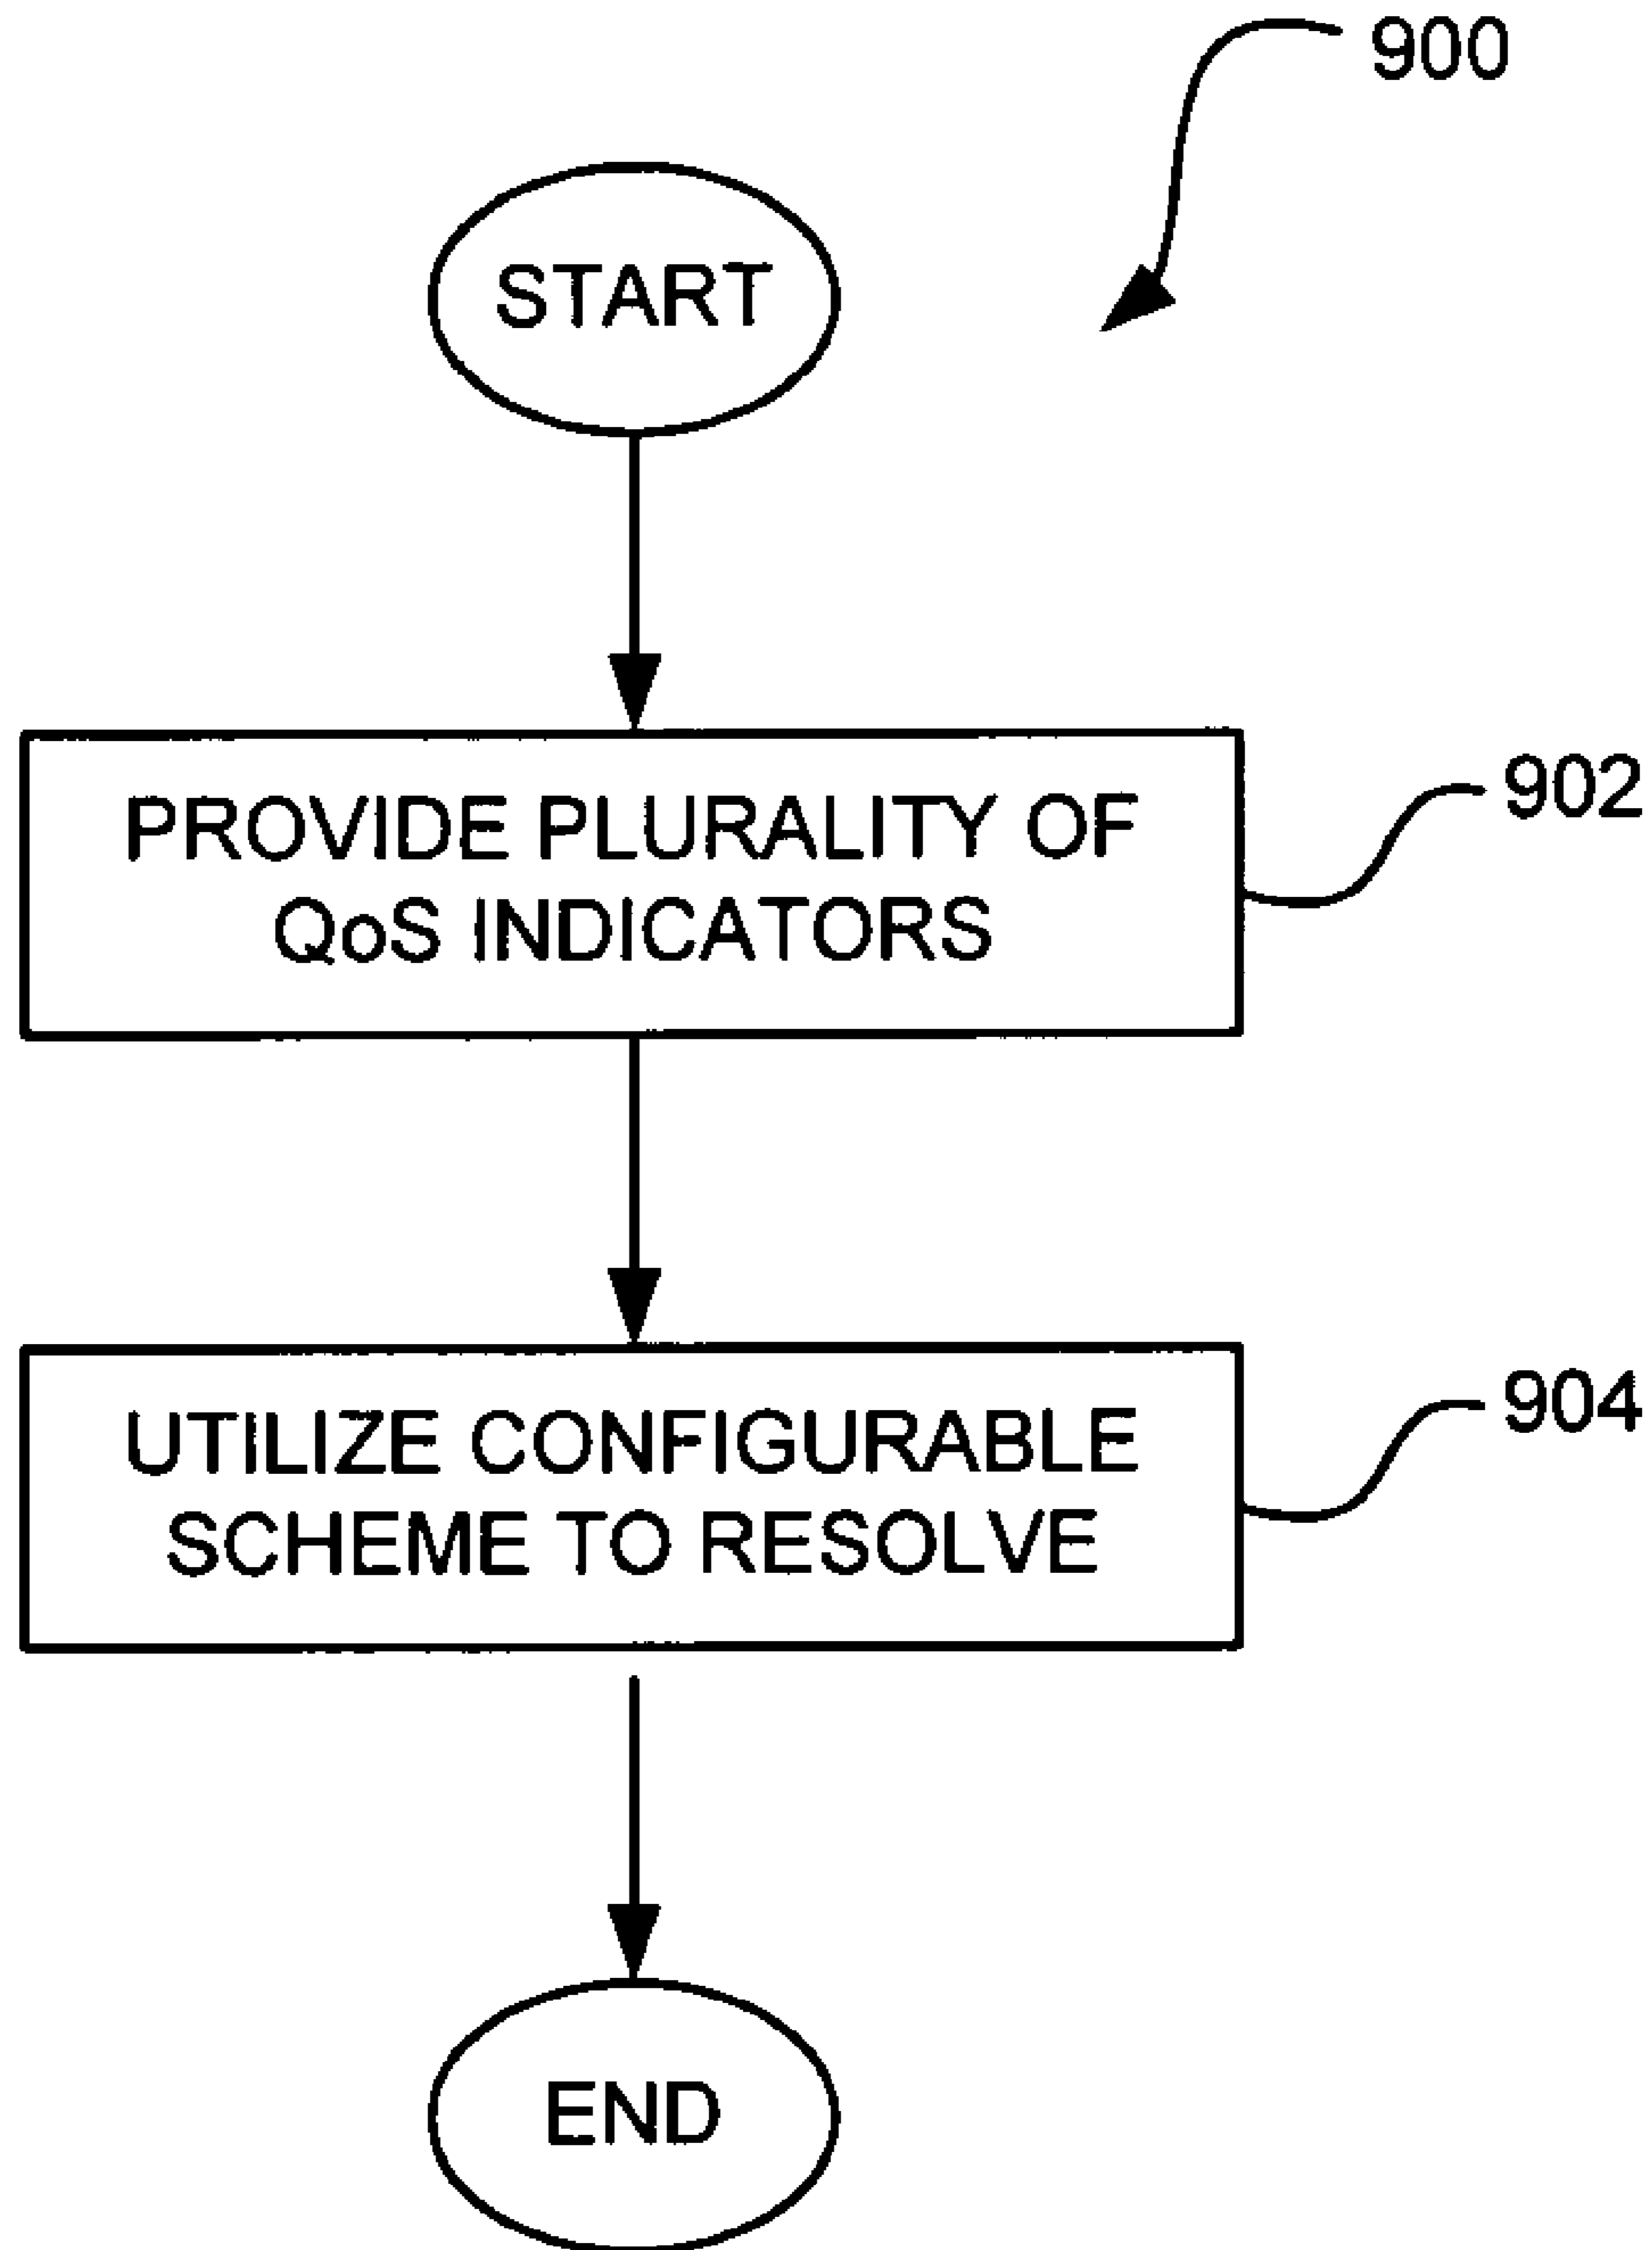 900
START
PROVIDE PLURALITY OF
QoS INDICATORS
902
UTILIZE CONFIGURABLE
SCHEME TO RESOLVE
904
END